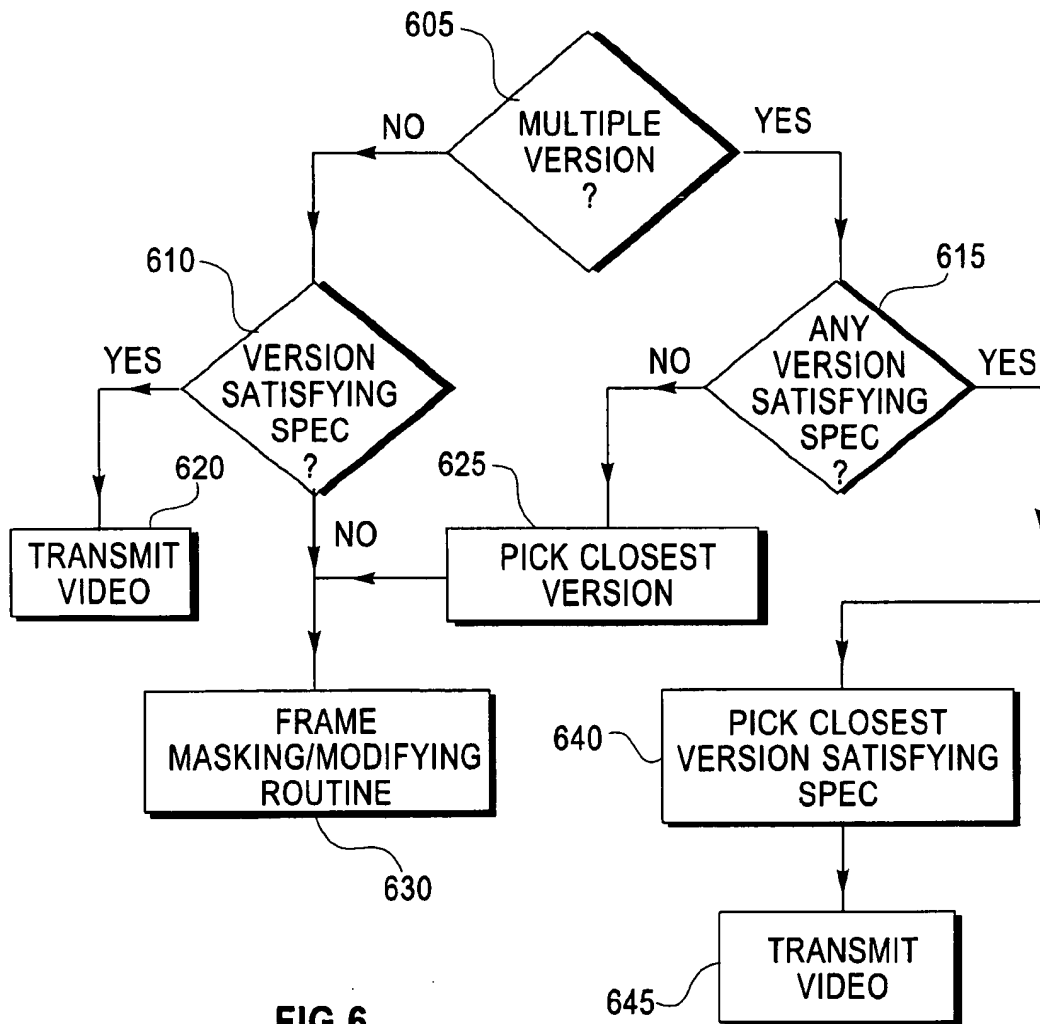 605
MULTIPLE
VERSION
?
NO
YES
610
VERSION
SATISFYING
SPEC
?
YES
NO
615
ANY
VERSION
SATISFYING
SPEC
?
NO
YES
620
TRANSMIT
VIDEO
625
PICK CLOSEST
VERSION
FRAME
MASKING/MODIFYING
ROUTINE
630
640
PICK CLOSEST
VERSION SATISFYING
SPEC
TRANSMIT
VIDEO
645
FIG 6